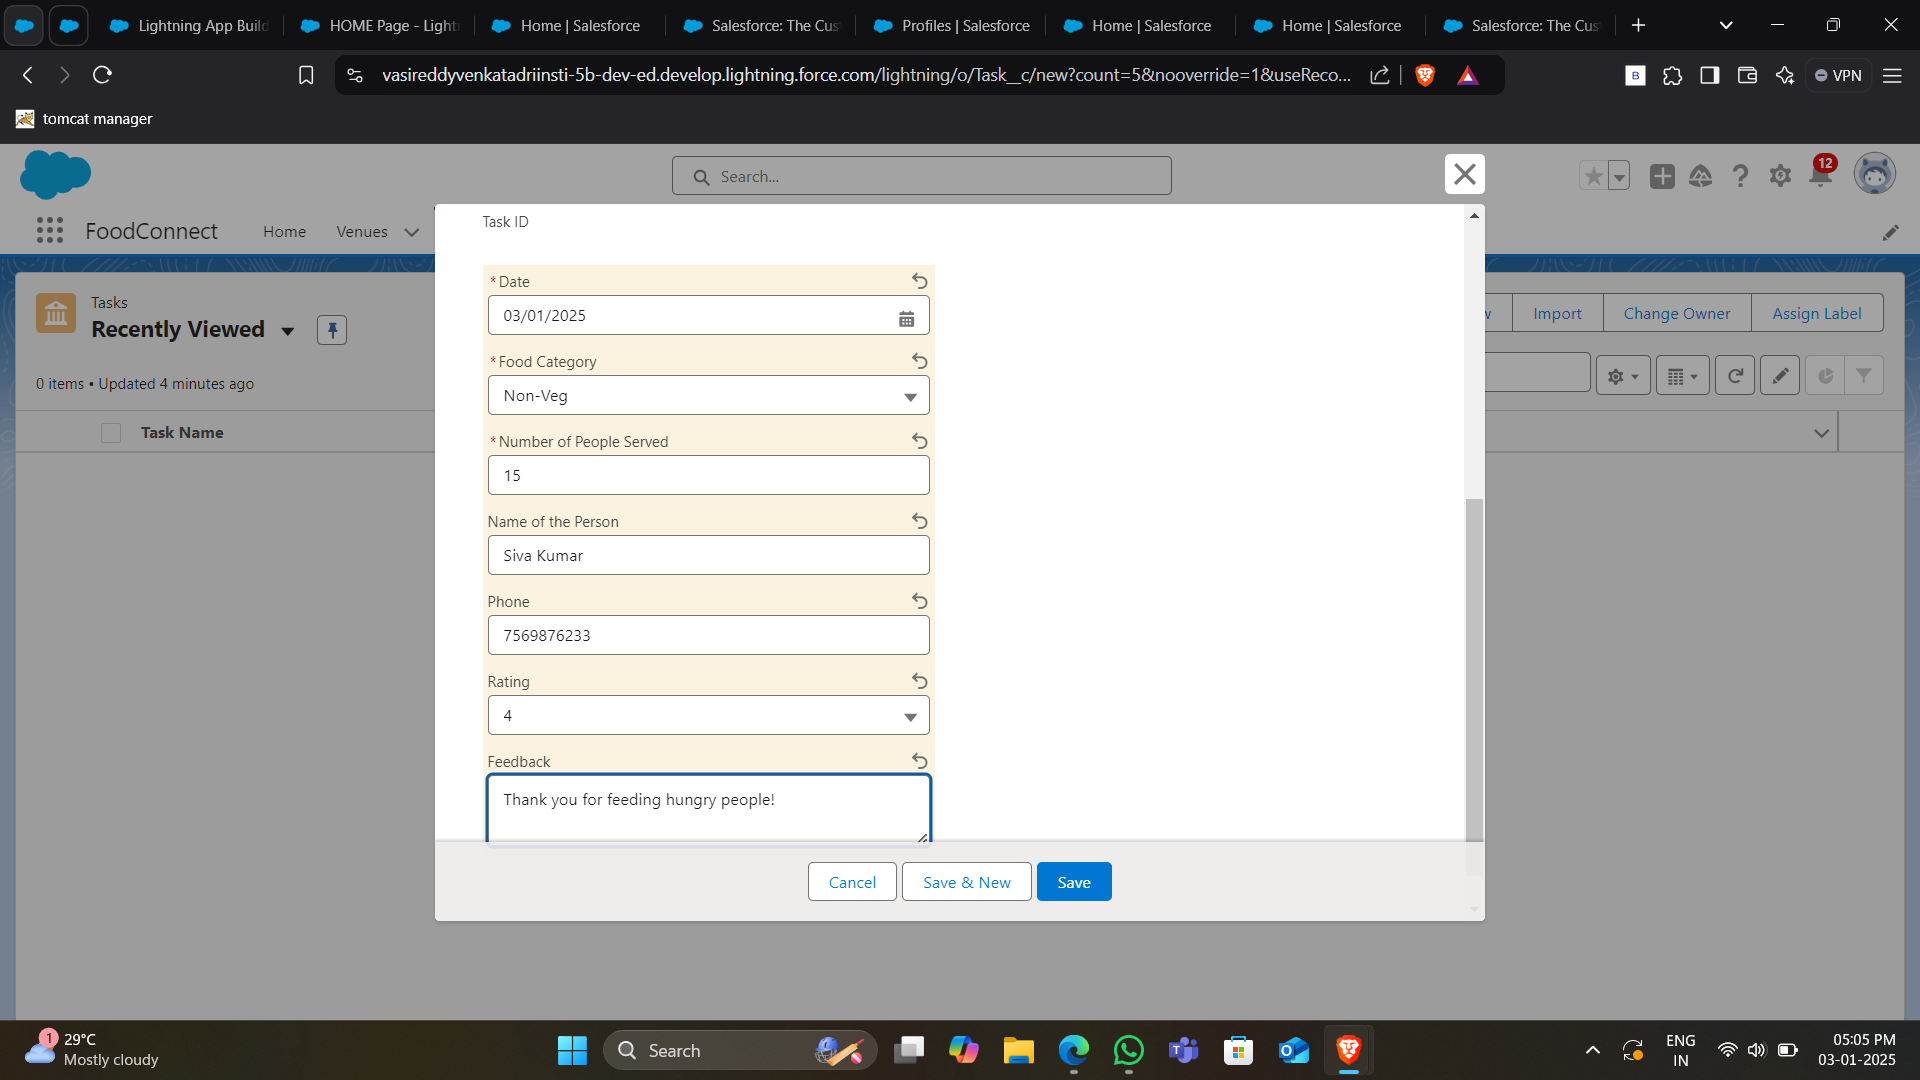 Lightning App Build
HOME Page - Light
Home | Salesforce
Salesforce: The Cus
Profiles | Salesforce
Home | Salesforce
Home | Salesforce
Salesforce: The Cus
vasireddyvenkatadriinsti-5b-dev-ed.develop.lightning.force.com/lightning/o/Task__c/new?count=5&nooverride=1&useReco...
B
VPN
tomcat manager
Search...
12
FoodConnect
Home
Venues
Tasks
Recently Viewed
0 items • Updated 4 minutes ago
Import
Change Owner
Assign Label
Task Name
Task ID
*Date
03/01/2025
*Food Category
Non-Veg
*Number of People Served
15
Name of the Person
Siva Kumar
Phone
7569876233
Rating
4
Feedback
Thank you for feeding hungry people!
Cancel
Save & New
Save
1
29°C
Mostly cloudy
Search
ENG
IN
05:05 PM
03-01-2025